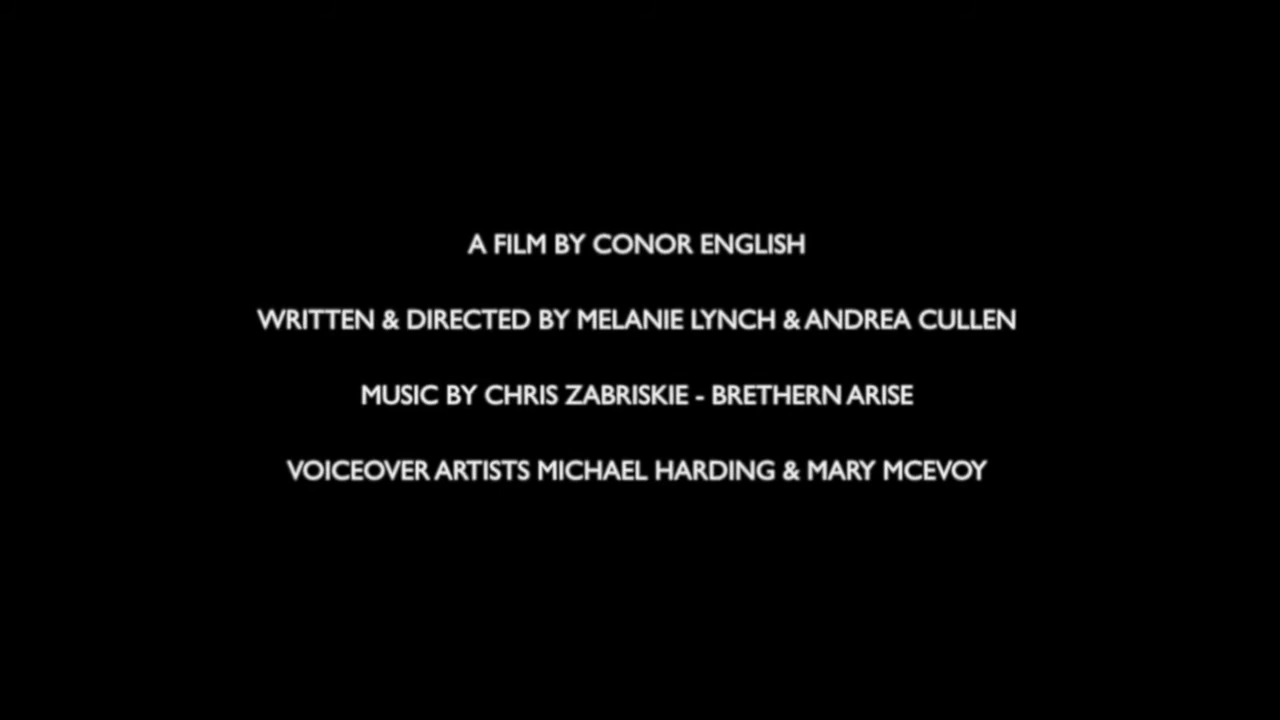 A FILM BY CONOR ENGLISH
WRITTEN & DIRECTED BY MELANIE LYNCH & ANDREA CULLEN
MUSIC BY CHRIS ZABRISKIE - BRETHERN ARISE
VOICEOVER ARTISTS MICHAEL HARDING & MARY MCEVOY